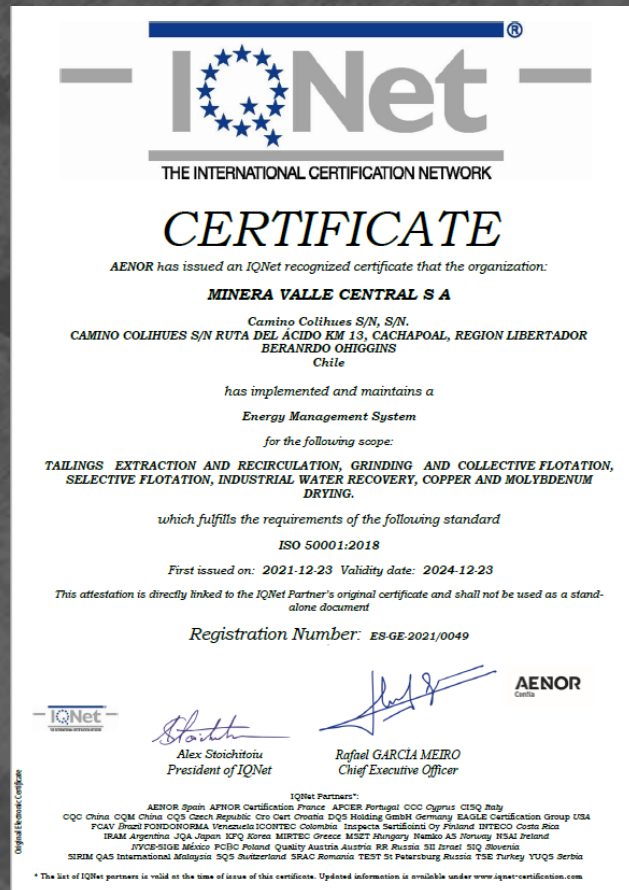 ®
IQNet
THE INTERNATIONAL CERTIFICATION NETWORK
CERTIFICATE
AENOR has issued an IQNet recognized certificate that the organization:
MINERA VALLE CENTRAL S A
Camino Colihues S/N, S/N.
CAMINO COLIHUES S/N RUTA DEL ÁCIDO KM 13, CACHAPOAL, REGION LIBERTADOR
BERANRDO OHIGGINS
Chile
has implemented and maintains a
Energy Management System
for the following scope:
TAILINGS EXTRACTION AND RECIRCULATION, GRINDING AND COLLECTIVE FLOTATION,
SELECTIVE FLOTATION, INDUSTRIAL WATER RECOVERY, COPPER AND MOLYBDENUM
DRYING.
which fulfills the requirements of the following standard
ISO 50001:2018
First issued on: 2021-12-23 Validity date: 2024-12-23
This attestation is directly linked to the IQNet Partner's original certificate and shall not be used as a stand-
alone document
Registration Number: ES-GE-2021/0049
AENOR
Confía
IQNet
Alex Stoichitoiu
President of IQNet
Rafael GARCÍA MEIRO
Chief Executive Officer
Original Electronic Certificate
IQNet Partners*:
AENOR Spain AFNOR Certification France APCER Portugal CCC Cyprus CISQ Italy
CQC China CQM China CQS Czech Republic Cro Cert Croatia DQS Holding GmbH Germany EAGLE Certification Group USA
FCAV Brazil FONDONORMA Venezuela ICONTEC Colombia Inspecta Sertifiointi Oy Finland INTECO Costa Rica
IRAM Argentina JQA Japan KFQ Korea MIRTEC Greece MSZT Hungary Nemko AS Norway NSAI Ireland
NYCE-SIGE México PCBC Poland Quality Austria Austria RR Russia SII Israel SIQ Slovenia
SIRIM QAS International Malaysia SQS Switzerland SRAC Romania TEST St Petersburg Russia TSE Turkey YUQS Serbia
* The list of IQNet partners is valid at the time of issue of this certificate. Updated information is available under www.iqnet-certification.com